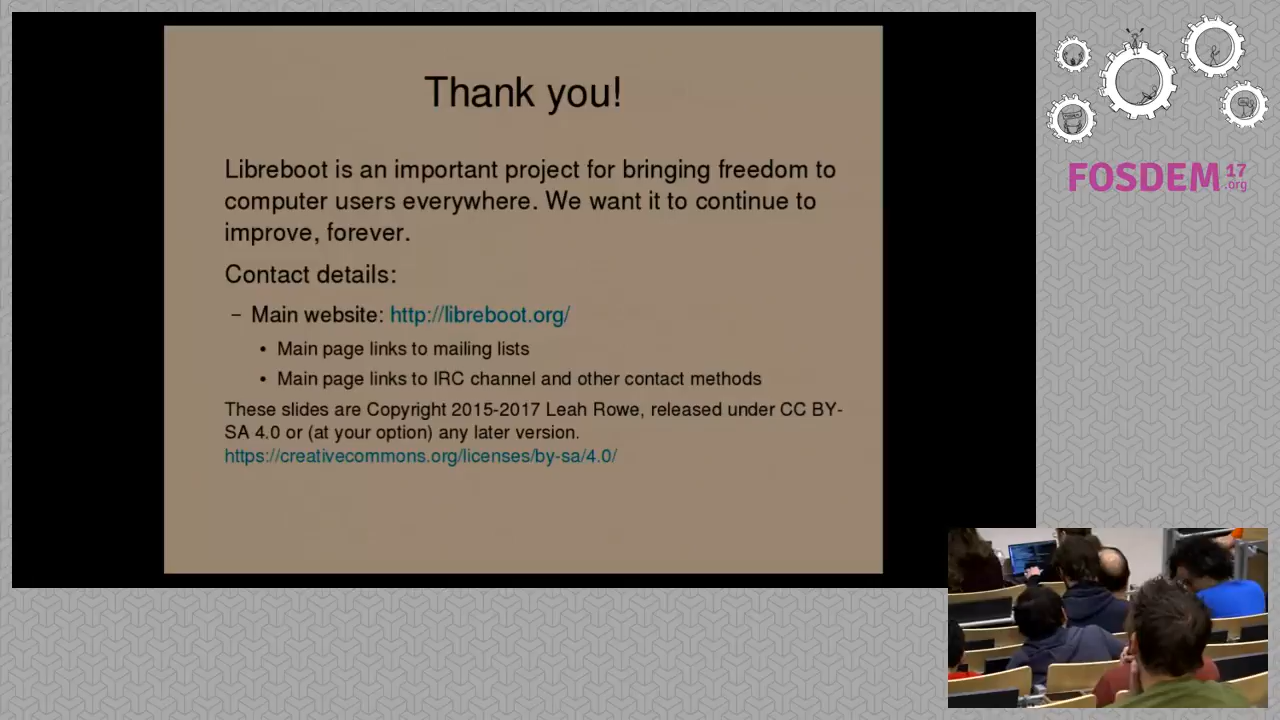 Thank you!
Libreboot is an important project for bringing freedom to
computer users everywhere. We want it to continue to
improve, forever.
Contact details:
– Main website: http://libreboot.org/
• Main page links to mailing lists
• Main page links to IRC channel and other contact methods
These slides are Copyright 2015-2017 Leah Rowe, released under CC BY-
SA 4.0 or (at your option) any later version.
https://creativecommons.org/licenses/by-sa/4.0/
FOSDEM 17
.org